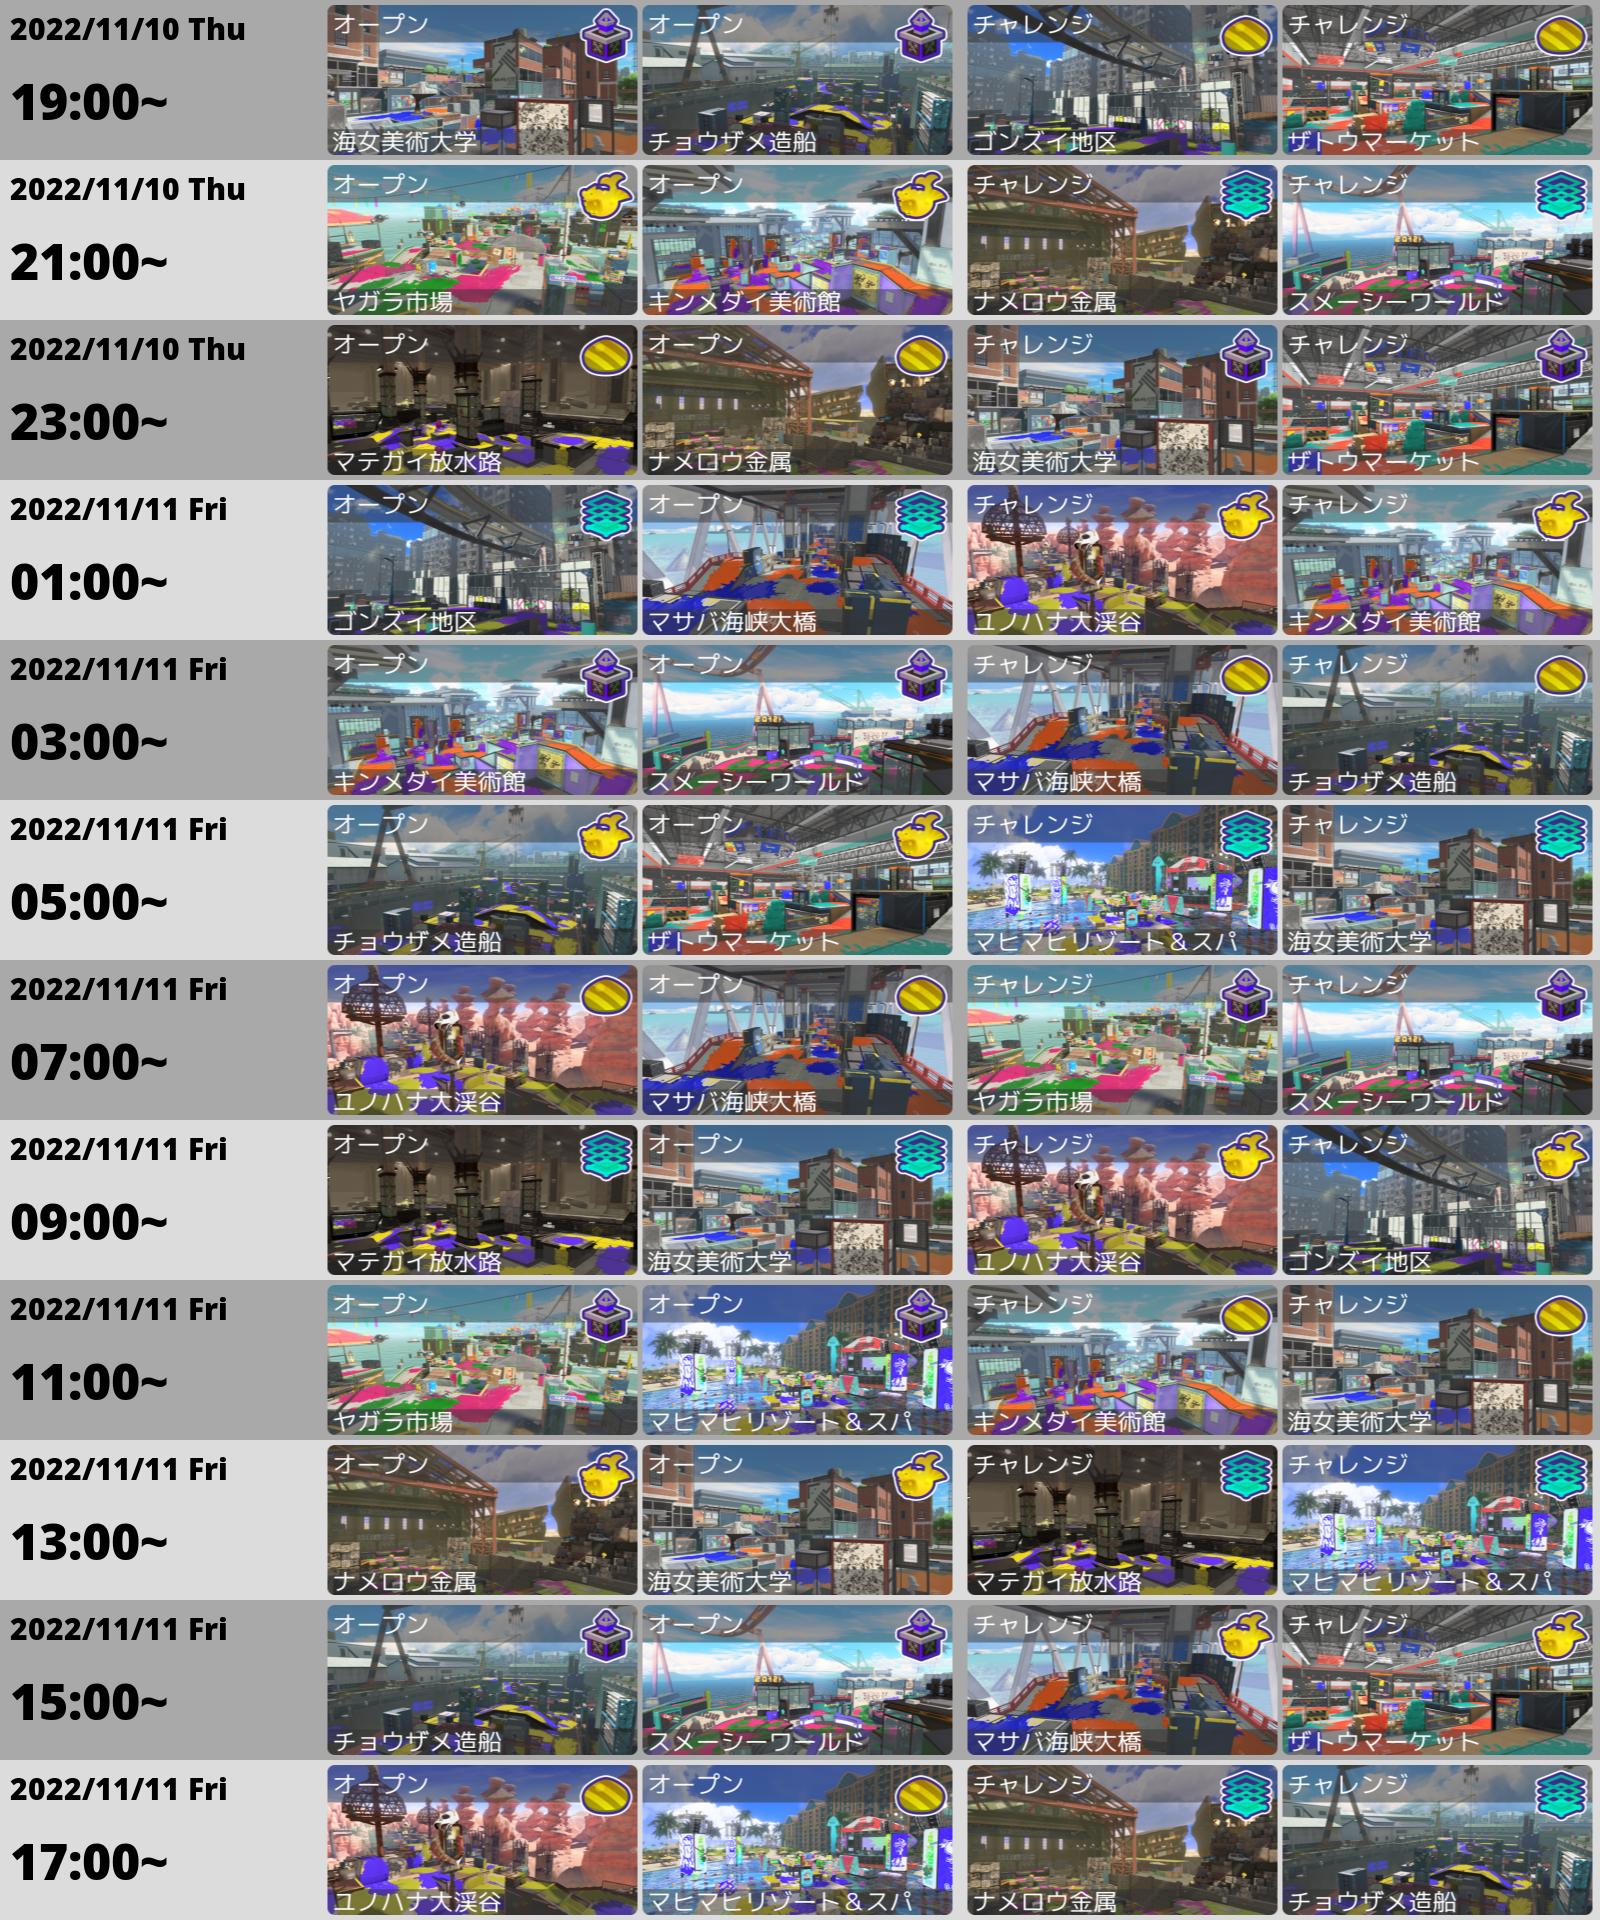 2022/11/10 Thu
19:00~
オープン
海女美術大学
オープン
チョウザメ造船
チャレンジ
ゴンズイ地区
チャレンジ
ザトウマーケット
2022/11/10 Thu
21:00~
オープン
ヤガラ市場
オープン
キンメダイ美術館
チャレンジ
ナメロウ金属
チャレンジ
スメーシーワールド
2022/11/10 Thu
23:00~
オープン
マテガイ放水路
オープン
ナメロウ金属
チャレンジ
海女美術大学
チャレンジ
ザトウマーケット
2022/11/11 Fri
01:00~
オープン
ゴンズイ地区
オープン
マサバ海峡大橋
チャレンジ
ユノハナ大渓谷
チャレンジ
キンメダイ美術館
2022/11/11 Fri
03:00~
オープン
キンメダイ美術館
オープン
スメーシーワールド
チャレンジ
マサバ海峡大橋
チャレンジ
チョウザメ造船
2022/11/11 Fri
05:00~
オープン
チョウザメ造船
オープン
ザトウマーケット
チャレンジ
マヒマヒリゾート＆スパ
チャレンジ
海女美術大学
2022/11/11 Fri
07:00~
オープン
ユノハナ大渓谷
オープン
マサバ海峡大橋
チャレンジ
ヤガラ市場
チャレンジ
スメーシーワールド
2022/11/11 Fri
09:00~
オープン
マテガイ放水路
オープン
海女美術大学
チャレンジ
ユノハナ大渓谷
チャレンジ
ゴンズイ地区
2022/11/11 Fri
11:00~
オープン
ヤガラ市場
オープン
マヒマヒリゾート＆スパ
チャレンジ
キンメダイ美術館
チャレンジ
海女美術大学
2022/11/11 Fri
13:00~
オープン
ナメロウ金属
オープン
海女美術大学
チャレンジ
マテガイ放水路
チャレンジ
マヒマヒリゾート＆スパ
2022/11/11 Fri
15:00~
オープン
チョウザメ造船
オープン
スメーシーワールド
チャレンジ
マサバ海峡大橋
チャレンジ
ザトウマーケット
2022/11/11 Fri
17:00~
オープン
ユノハナ大渓谷
オープン
マヒマヒリゾート＆スパ
チャレンジ
ナメロウ金属
チャレンジ
チョウザメ造船